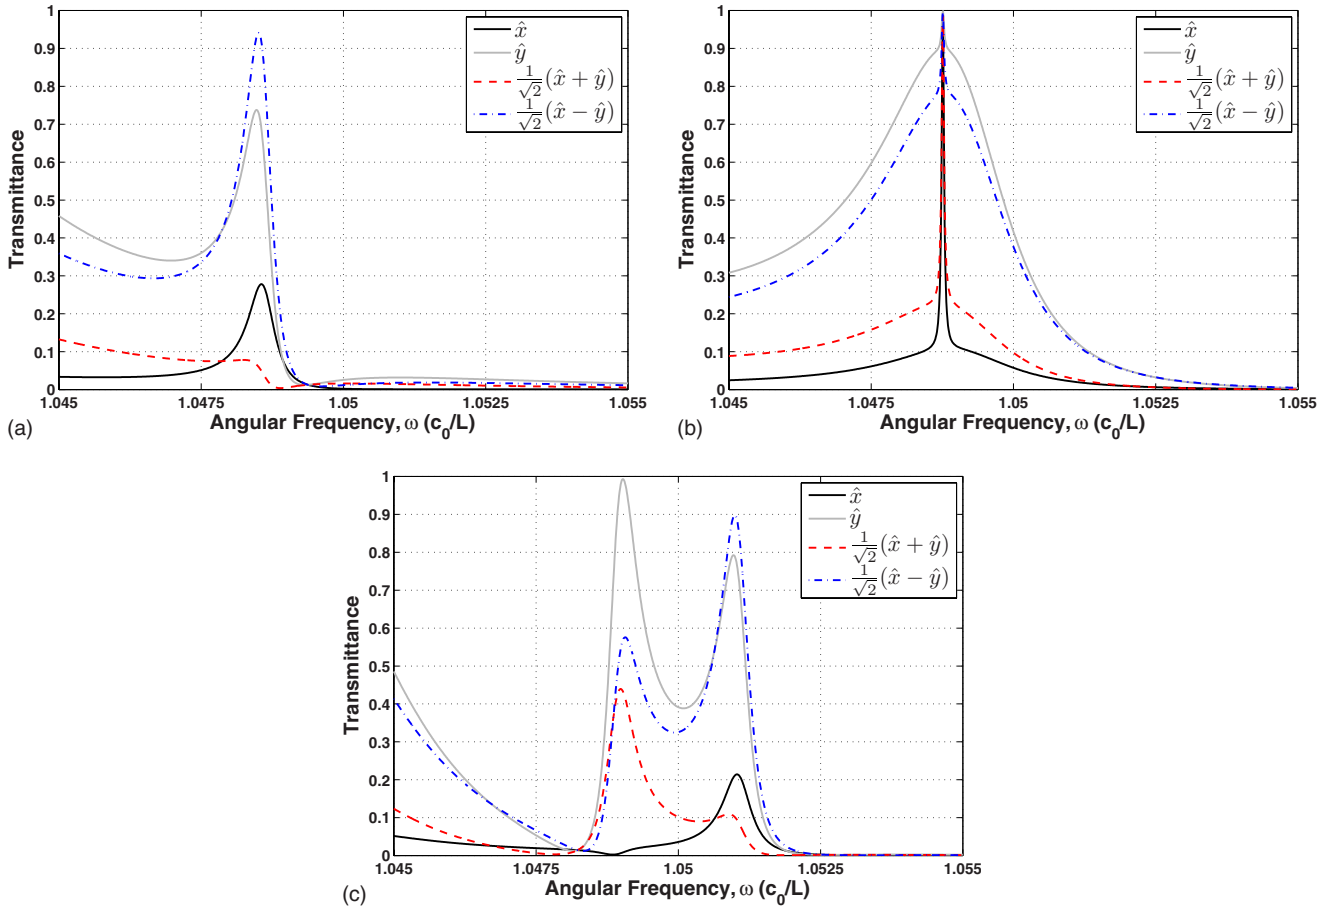 1
0.9
0.8
0.7
0.6
0.5
0.4
0.3
0.2
0.1
0
Transmittance
1.045
1.0475
1.05
1.0525
1.055
Angular Frequency, ω (c₀/L)
x̂
ŷ
1/√2(x̂ + ŷ)
1/√2(x̂ − ŷ)
(a)
1
0.9
0.8
0.7
0.6
0.5
0.4
0.3
0.2
0.1
0
Transmittance
1.045
1.0475
1.05
1.0525
1.055
Angular Frequency, ω (c₀/L)
x̂
ŷ
1/√2(x̂ + ŷ)
1/√2(x̂ − ŷ)
(b)
1
0.9
0.8
0.7
0.6
0.5
0.4
0.3
0.2
0.1
0
Transmittance
1.045
1.0475
1.05
1.0525
1.055
Angular Frequency, ω (c₀/L)
x̂
ŷ
1/√2(x̂ + ŷ)
1/√2(x̂ − ŷ)
(c)